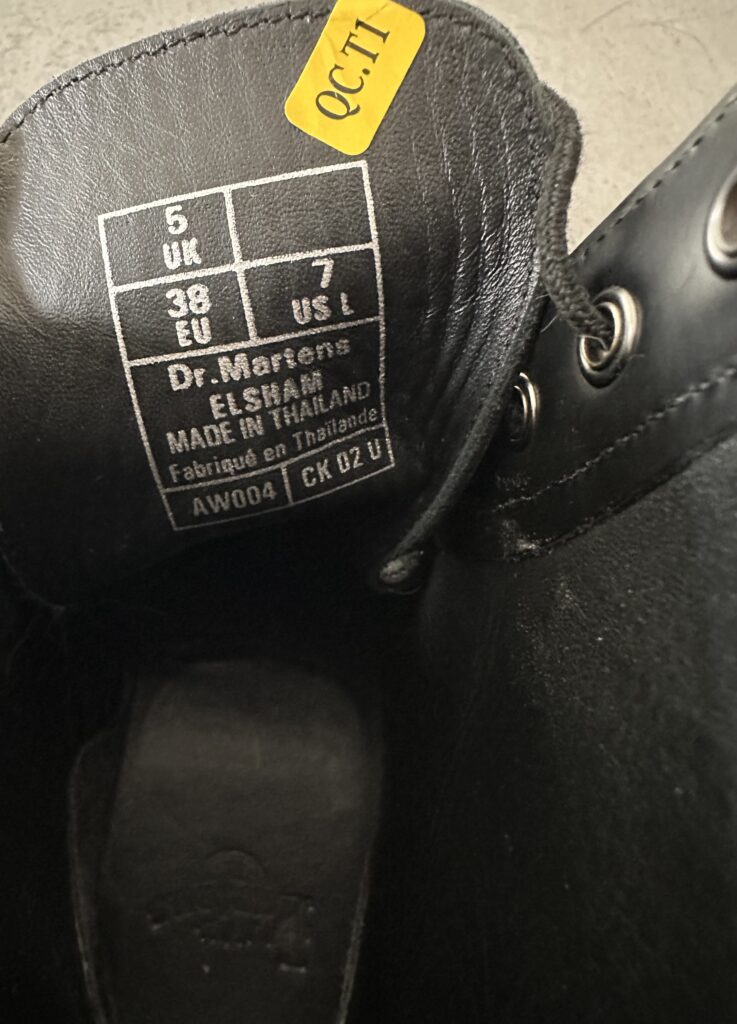 QC.T1
5
UK
38
EU
7
US L
Dr.Martens
ELSHAM
MADE IN THAILAND
Fabriqué en Thaïlande
AW004
CK 02 U